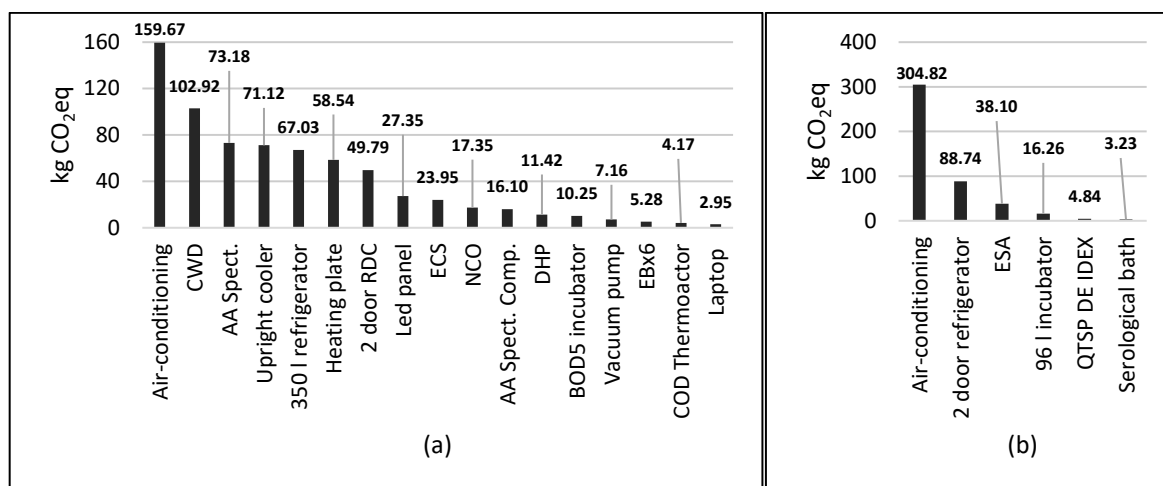 kg CO₂eq
160
120
80
40
0
159.67
102.92
73.18
71.12
67.03
58.54
49.79
27.35
23.95
17.35
16.10
11.42
10.25
7.16
5.28
4.17
2.95
Air-conditioning
CWD
AA Spect.
Upright cooler
350 l refrigerator
Heating plate
2 door RDC
Led panel
ECS
NCO
AA Spect. Comp.
DHP
BOD5 incubator
Vacuum pump
EBx6
COD Thermoactor
Laptop
(a)
kg CO₂eq
400
300
200
100
0
304.82
88.74
38.10
16.26
4.84
3.23
Air-conditioning
2 door refrigerator
ESA
96 l incubator
QTSP DE IDEX
Serological bath
(b)